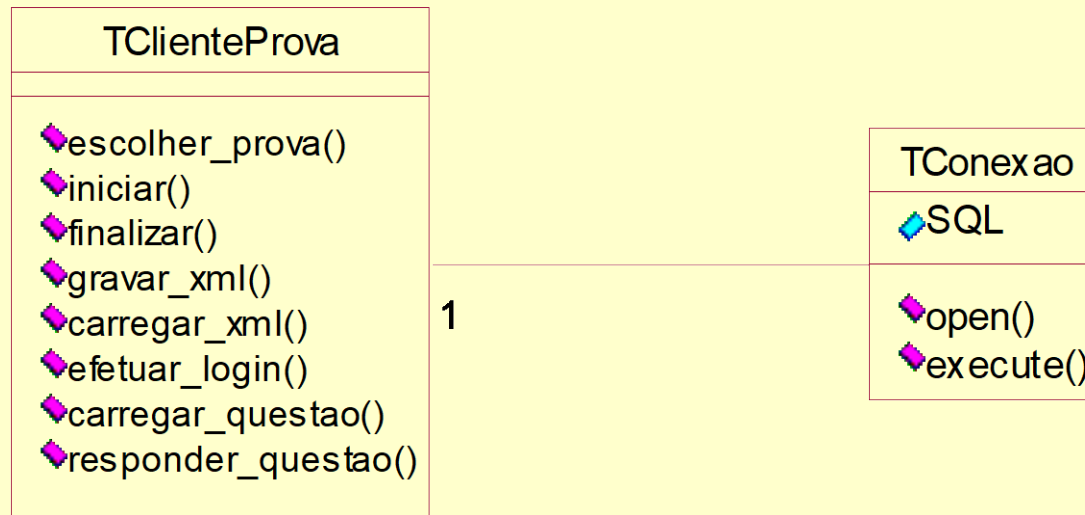 TClienteProva
escolher_prova()
iniciar()
finalizar()
gravar_xml()
carregar_xml()
efetuar_login()
carregar_questao()
responder_questao()
1
TConexao
SQL
open()
execute()